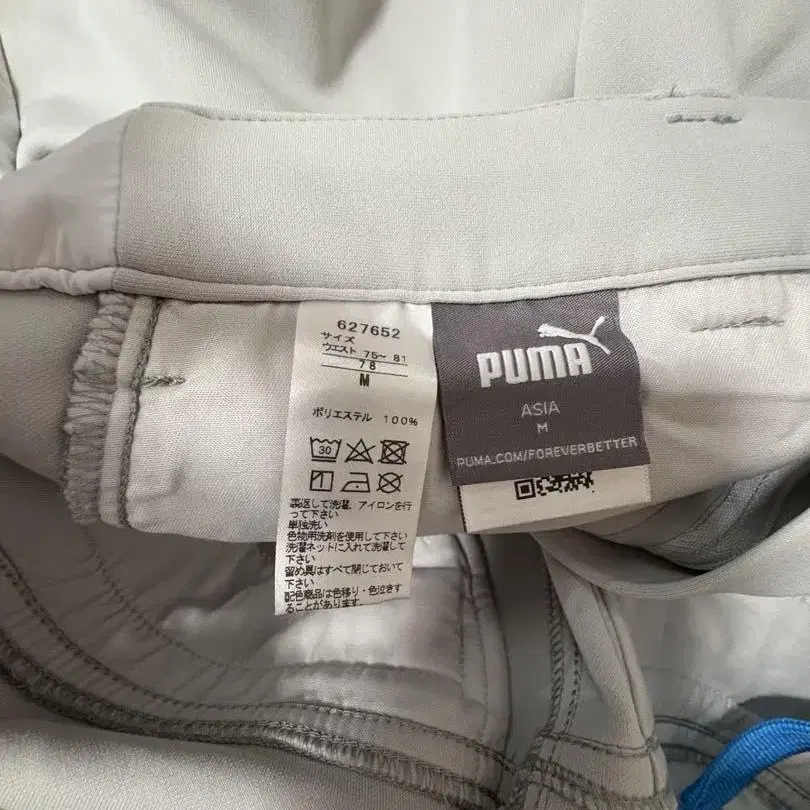 627652
サイズ
ウエスト 75～ 81
78
M
ポリエステル 100%
30
裏返して洗濯、アイロンを行
って下さい
単独洗い
色物用洗剤を使用して下さい
洗濯ネットに入れて洗濯して
下さい
留め具はすべて閉じておいて
下さい
配色商品は色移り・色泣きす
ることがあります。
PUMA
ASIA
M
PUMA.COM/FOREVERBETTER